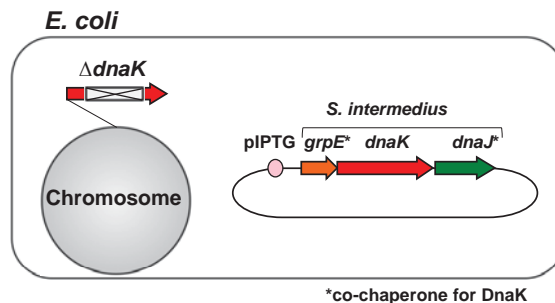 E. coli
ΔdnaK
S. intermedius
pIPTG grpE* dnaK dnaJ*
Chromosome
*co-chaperone for DnaK